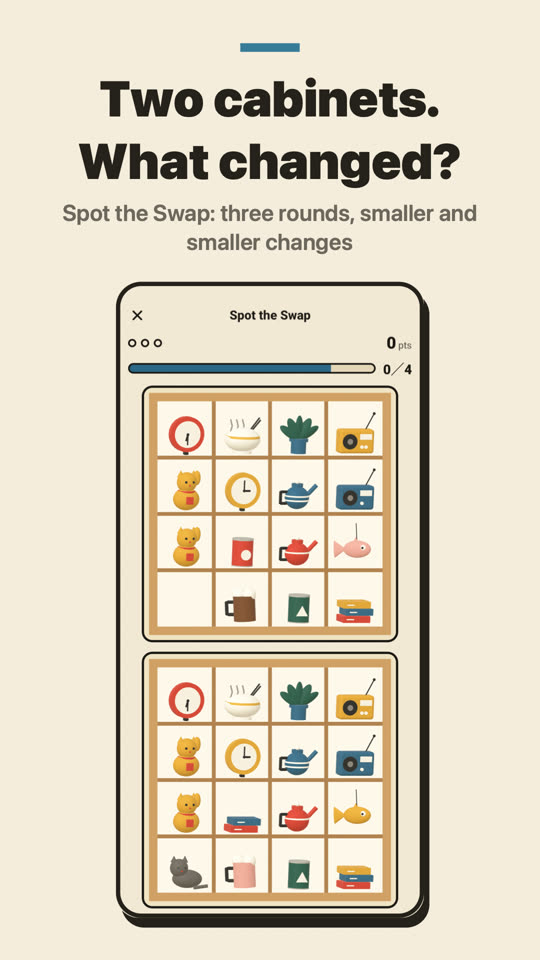 Two cabinets.
What changed?
Spot the Swap: three rounds, smaller and
smaller changes
Spot the Swap
0 pts
0/4